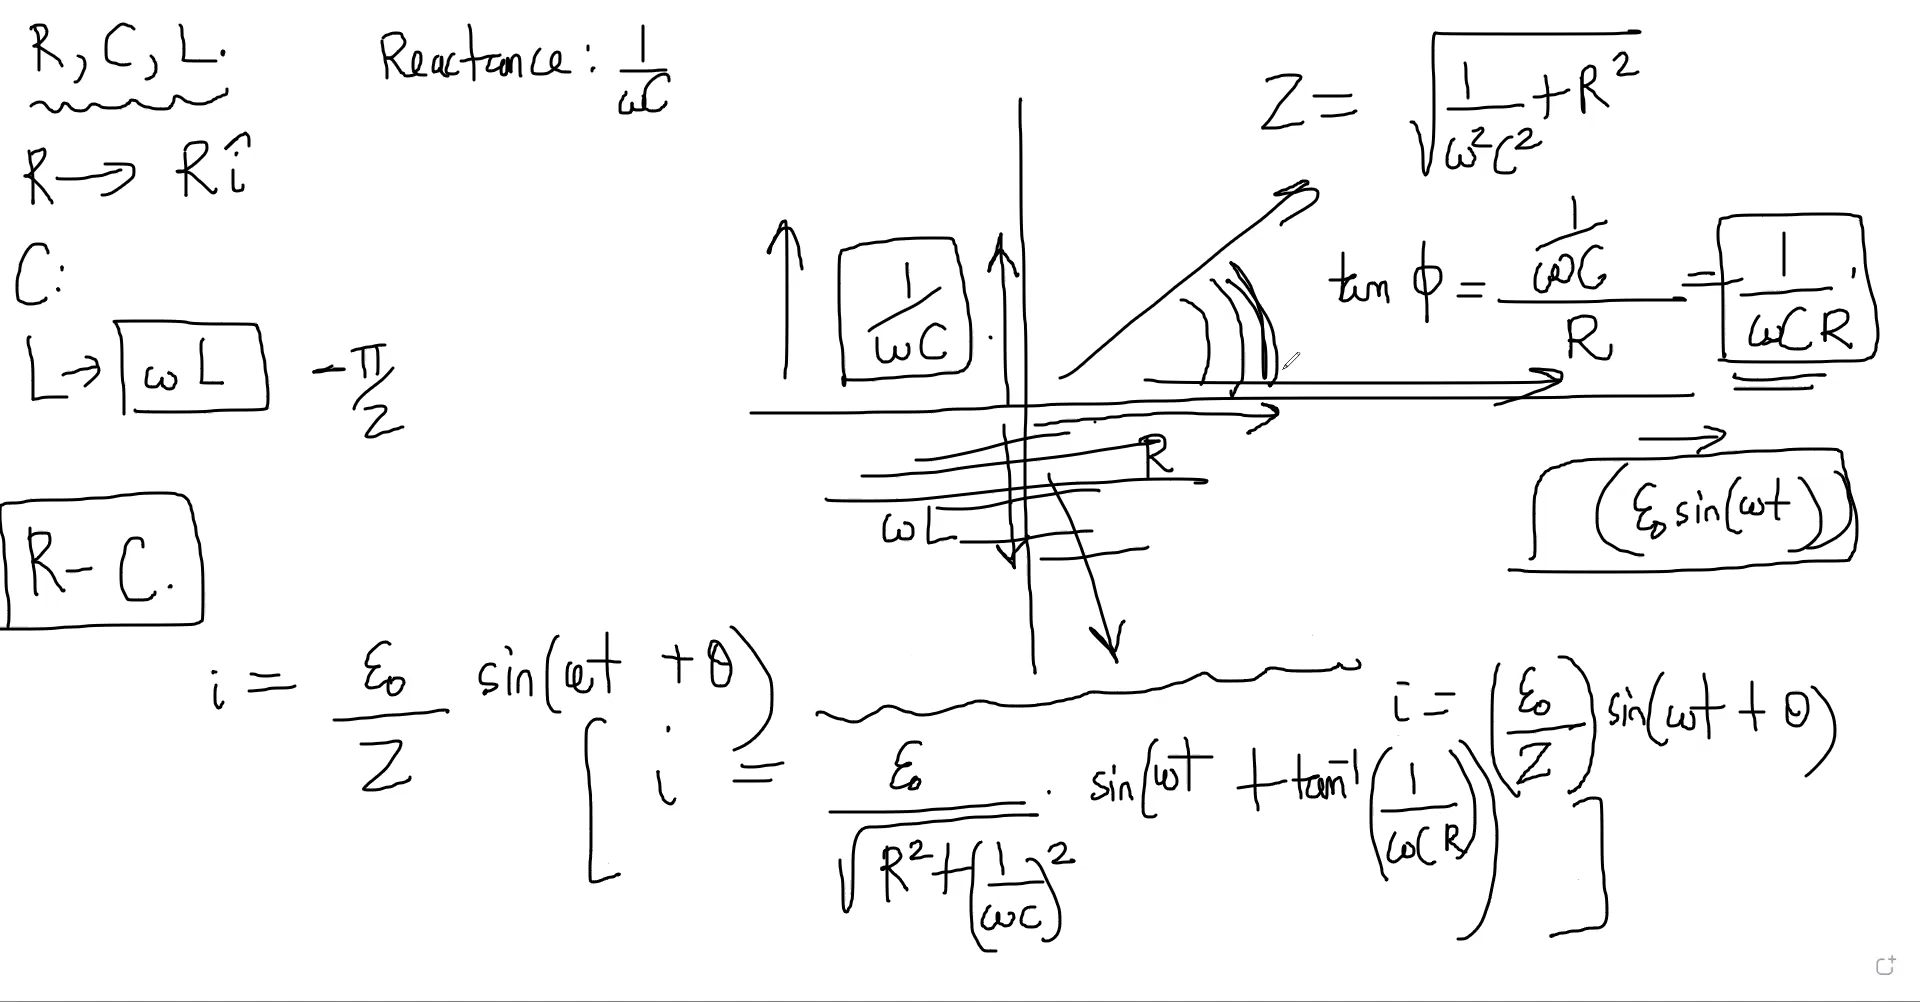 R, C, L.
Reactance: 1/ωC
Z = √(1/ω²C² + R²)
R → R î
C:
L → ωL   -π/2
1/ωC
tan ϕ = (1/ωC)/R = 1/ωCR
R
ωL
(ε₀ sin(ωt))
R - C.
i = ε₀/Z sin(ωt + θ)
i = (ε₀/Z) sin(ωt + θ)
[ i = ε₀/√(R² + (1/ωC)²) · sin(ωt + tan⁻¹(1/ωCR)) ]